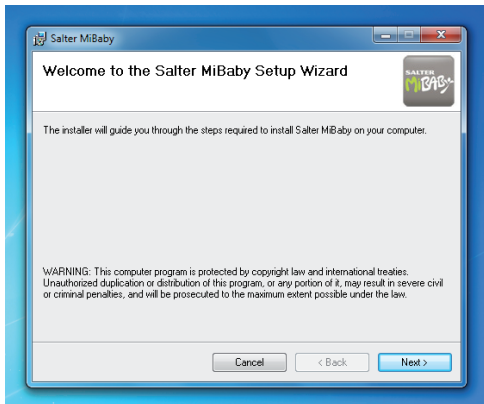 Salter MiBaby
Welcome to the Salter MiBaby Setup Wizard
SALTER
MiBABY
The installer will guide you through the steps required to install Salter MiBaby on your computer.
WARNING: This computer program is protected by copyright law and international treaties.
Unauthorized duplication or distribution of this program, or any portion of it, may result in severe civil
or criminal penalties, and will be prosecuted to the maximum extent possible under the law.
Cancel
< Back
Next >